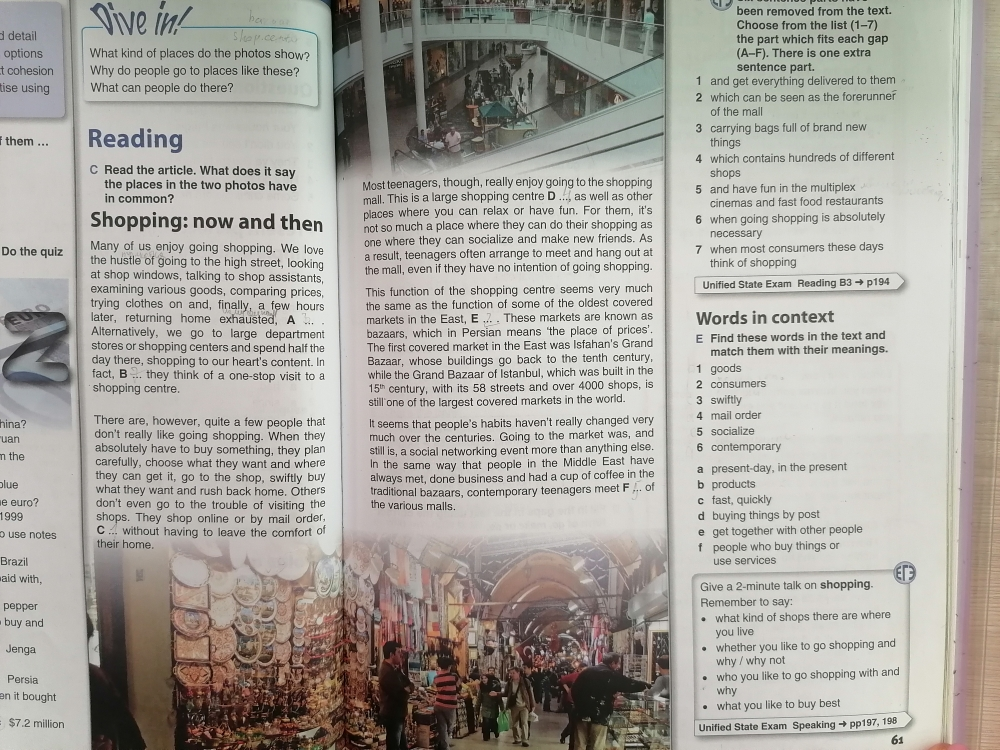 d detail
options
t cohesion
tise using
f them ...
Do the quiz
EURO
hina?
yuan
m the
blue
he euro?
1999
o use notes
Brazil
paid with,
pepper
buy and
Jenga
Persia
en it bought
$7.2 million
Dive in!
shop.centre
What kind of places do the photos show?
Why do people go to places like these?
What can people do there?
Reading
C Read the article. What does it say
the places in the two photos have
in common?
Shopping: now and then
Many of us enjoy going shopping. We love
the hustle of going to the high street, looking
at shop windows, talking to shop assistants,
examining various goods, comparing prices,
trying clothes on and, finally, a few hours
later, returning home exhausted, A ... .
Alternatively, we go to large department
stores or shopping centers and spend half the
day there, shopping to our heart's content. In
fact, B ... they think of a one-stop visit to a
shopping centre.
There are, however, quite a few people that
don't really like going shopping. When they
absolutely have to buy something, they plan
carefully, choose what they want and where
they can get it, go to the shop, swiftly buy
what they want and rush back home. Others
don't even go to the trouble of visiting the
shops. They shop online or by mail order,
C ... without having to leave the comfort of
their home.
Most teenagers, though, really enjoy going to the shopping
mall. This is a large shopping centre D ..., as well as other
places where you can relax or have fun. For them, it's
not so much a place where they can do their shopping as
one where they can socialize and make new friends. As
a result, teenagers often arrange to meet and hang out at
the mall, even if they have no intention of going shopping.
This function of the shopping centre seems very much
the same as the function of some of the oldest covered
markets in the East, E ... . These markets are known as
bazaars, which in Persian means 'the place of prices'.
The first covered market in the East was Isfahan's Grand
Bazaar, whose buildings go back to the tenth century,
while the Grand Bazaar of Istanbul, which was built in the
15th century, with its 58 streets and over 4000 shops, is
still one of the largest covered markets in the world.
It seems that people's habits haven't really changed very
much over the centuries. Going to the market was, and
still is, a social networking event more than anything else.
In the same way that people in the Middle East have
always met, done business and had a cup of coffee in the
traditional bazaars, contemporary teenagers meet F ... of
the various malls.
been removed from the text.
Choose from the list (1–7)
the part which fits each gap
(A–F). There is one extra
sentence part.
1 and get everything delivered to them
2 which can be seen as the forerunner
of the mall
3 carrying bags full of brand new
things
4 which contains hundreds of different
shops
5 and have fun in the multiplex
cinemas and fast food restaurants
6 when going shopping is absolutely
necessary
7 when most consumers these days
think of shopping
Unified State Exam Reading B3 ➔ p194
Words in context
E Find these words in the text and
match them with their meanings.
1 goods
2 consumers
3 swiftly
4 mail order
5 socialize
6 contemporary
a present-day, in the present
b products
c fast, quickly
d buying things by post
e get together with other people
f people who buy things or
use services
ЕГЭ
Give a 2-minute talk on shopping.
Remember to say:
• what kind of shops there are where
you live
• whether you like to go shopping and
why / why not
• who you like to go shopping with and
why
• what you like to buy best
Unified State Exam Speaking ➔ pp197, 198
61